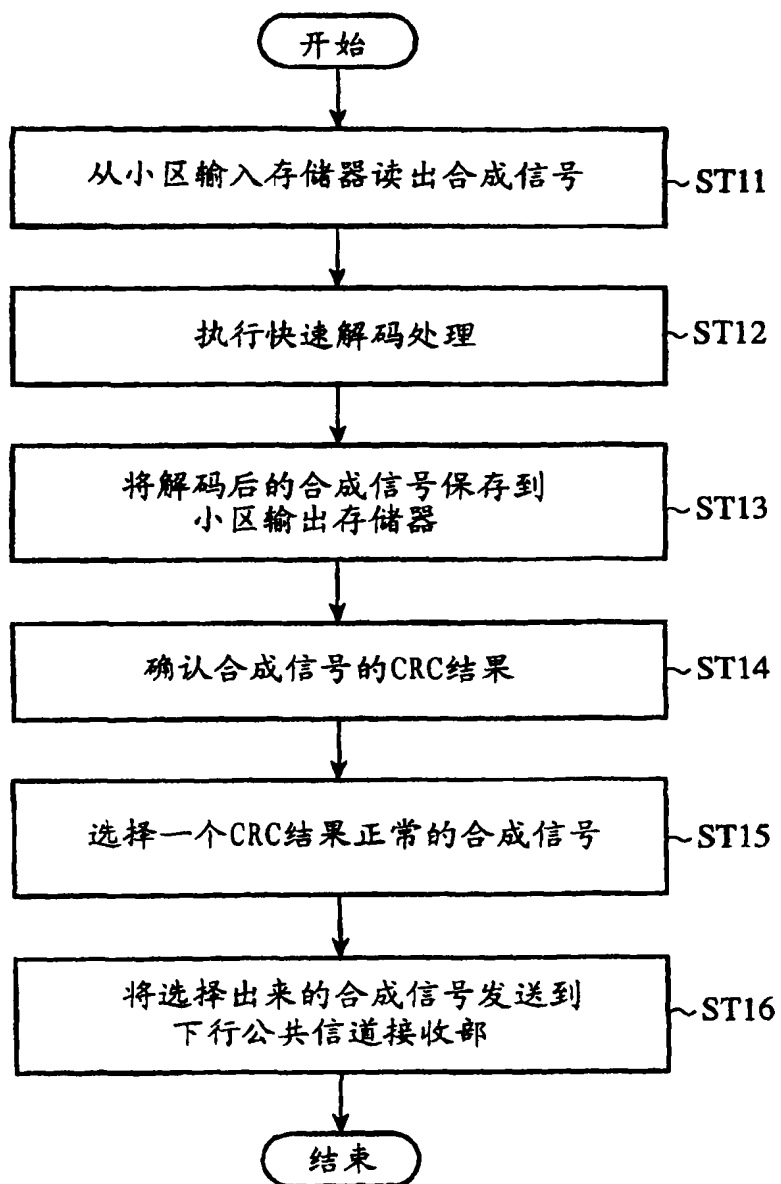 开始
从小区输入存储器读出合成信号
~ST11
执行快速解码处理
~ST12
将解码后的合成信号保存到
小区输出存储器
~ST13
确认合成信号的CRC结果
~ST14
选择一个CRC结果正常的合成信号
~ST15
将选择出来的合成信号发送到
下行公共信道接收部
~ST16
结束